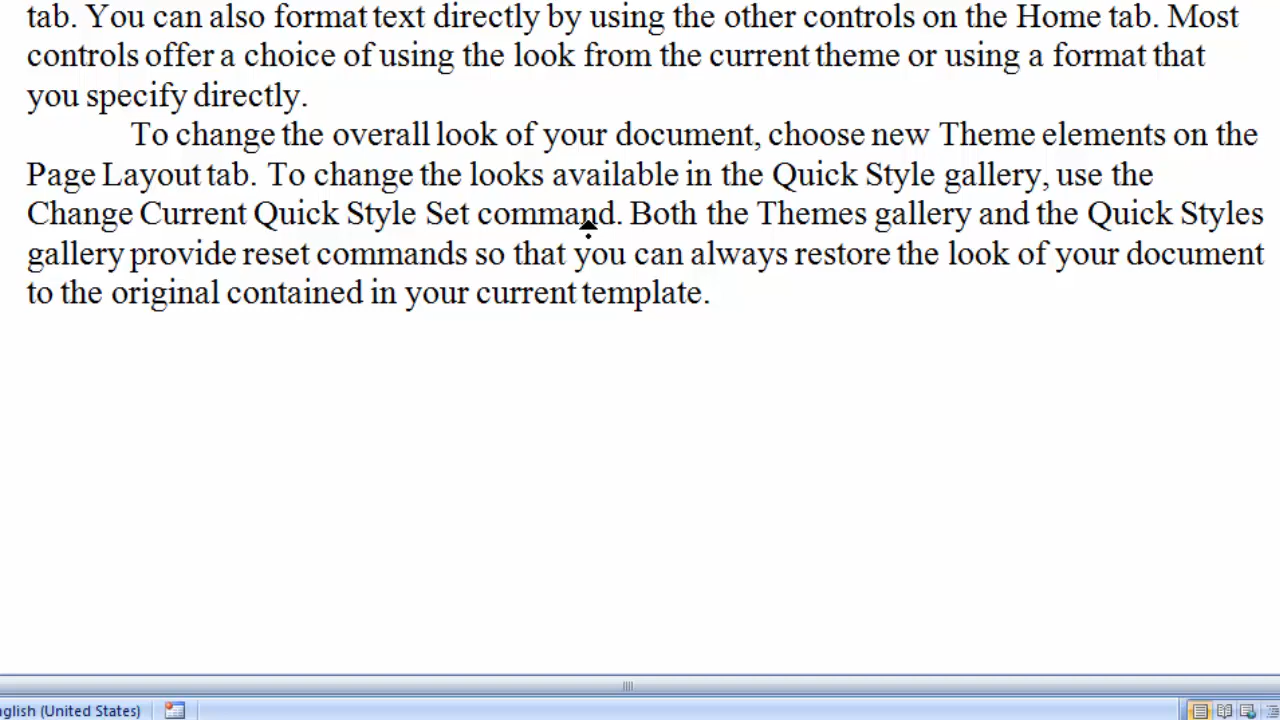 tab. You can also format text directly by using the other controls on the Home tab. Most
controls offer a choice of using the look from the current theme or using a format that
you specify directly.
To change the overall look of your document, choose new Theme elements on the
Page Layout tab. To change the looks available in the Quick Style gallery, use the
Change Current Quick Style Set command. Both the Themes gallery and the Quick Styles
gallery provide reset commands so that you can always restore the look of your document
to the original contained in your current template.
nglish (United States)